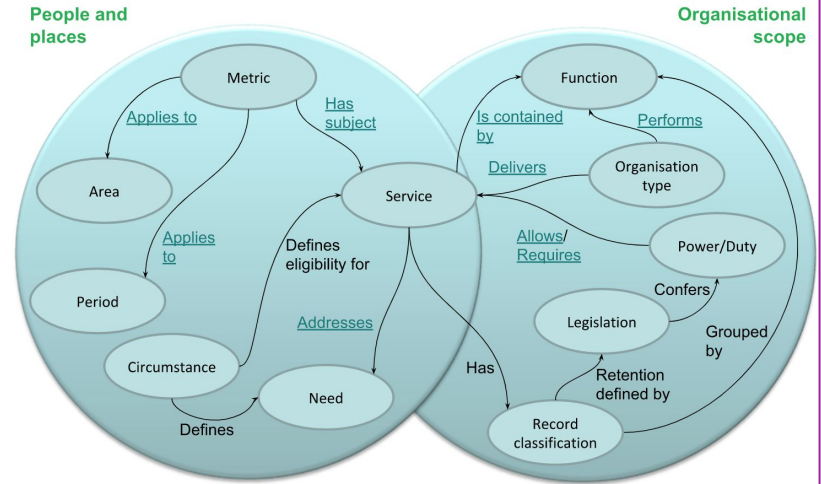 People and
places
Organisational
scope
Metric
Function
Applies to
Has
subject
Is contained
by
Performs
Delivers
Organisation
type
Area
Service
Applies
to
Defines
eligibility for
Allows/
Requires
Power/Duty
Confers
Period
Addresses
Legislation
Grouped
by
Circumstance
Has
Retention
defined by
Need
Defines
Record
classification